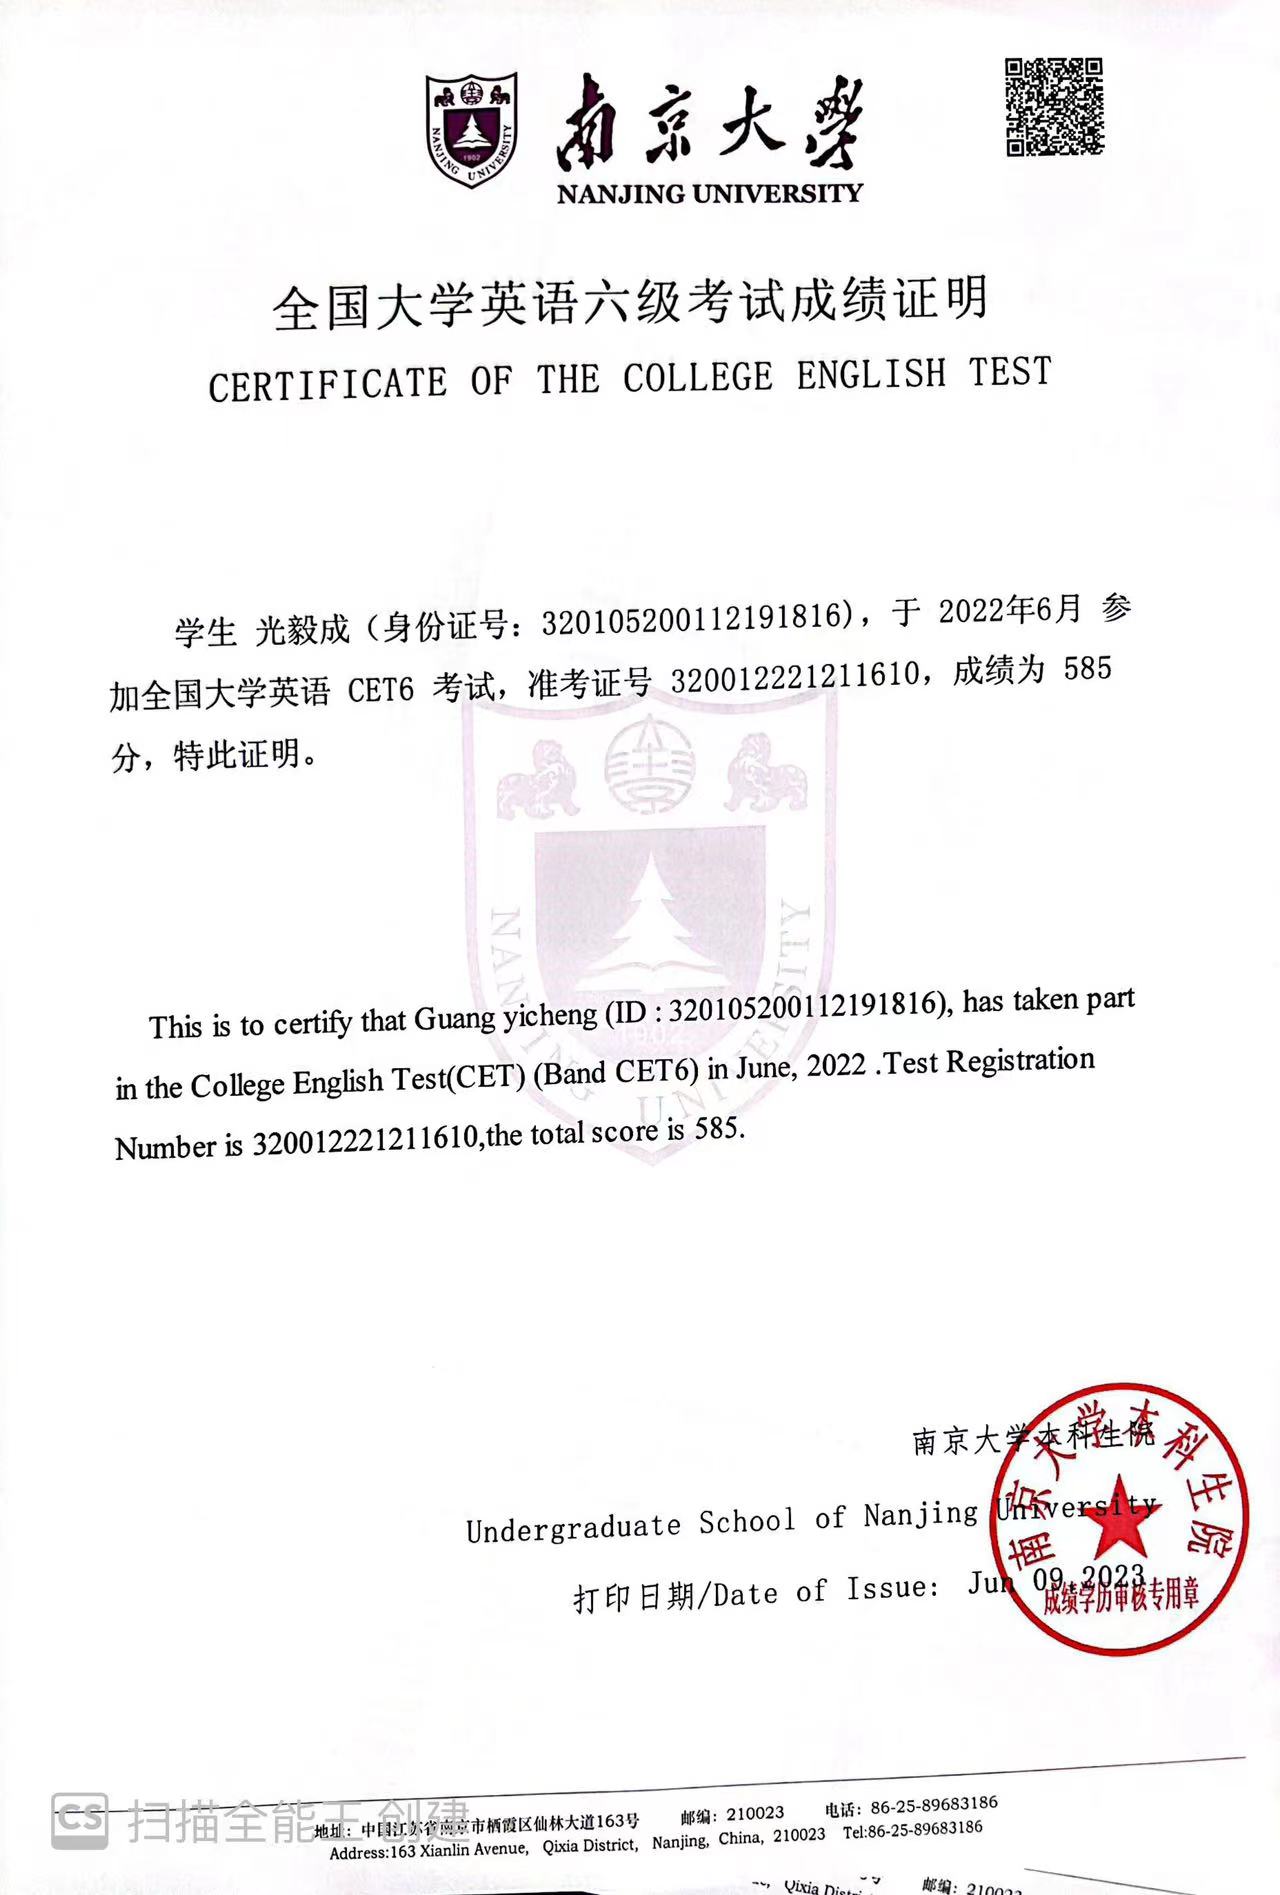 南京大學
NANJING UNIVERSITY
NANJING UNIVERSITY
1902
全国大学英语六级考试成绩证明
CERTIFICATE OF THE COLLEGE ENGLISH TEST
学生 光毅成（身份证号：320105200112191816），于 2022年6月 参
加全国大学英语 CET6 考试，准考证号 320012221211610，成绩为 585
分，特此证明。
NANJING UNIVERSITY
1902
This is to certify that Guang yicheng (ID : 320105200112191816), has taken part
in the College English Test(CET) (Band CET6) in June, 2022 .Test Registration
Number is 320012221211610,the total score is 585.
南京大学本科生院
Undergraduate School of Nanjing University
打印日期/Date of Issue: Jun 09,2023
南京大学本科生院
成绩学历审核专用章
CS 扫描全能王 创建
地址：中国江苏省南京市栖霞区仙林大道163号 邮编：210023 电话：86-25-89683186
Address:163 Xianlin Avenue, Qixia District, Nanjing, China, 210023 Tel:86-25-89683186
Qixia 邮编：